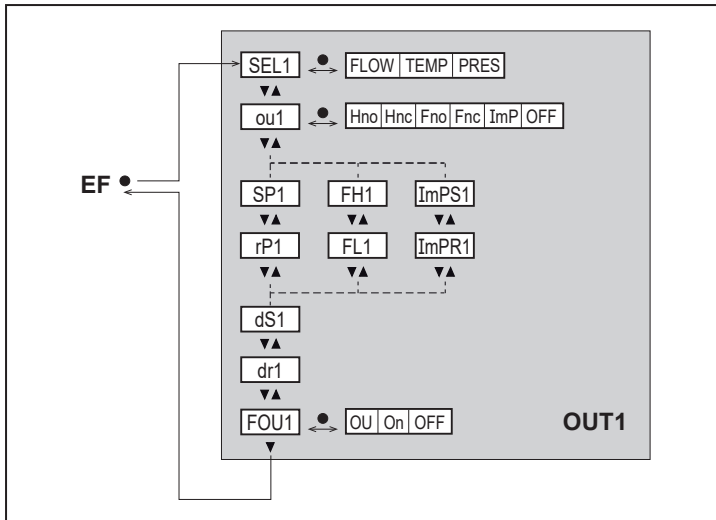 SEL1 FLOW TEMP PRES
ou1 Hno Hnc Fno Fnc ImP OFF
EF
SP1 FH1 ImPS1
rP1 FL1 ImPR1
dS1
dr1
FOU1 OU On OFF
OUT1